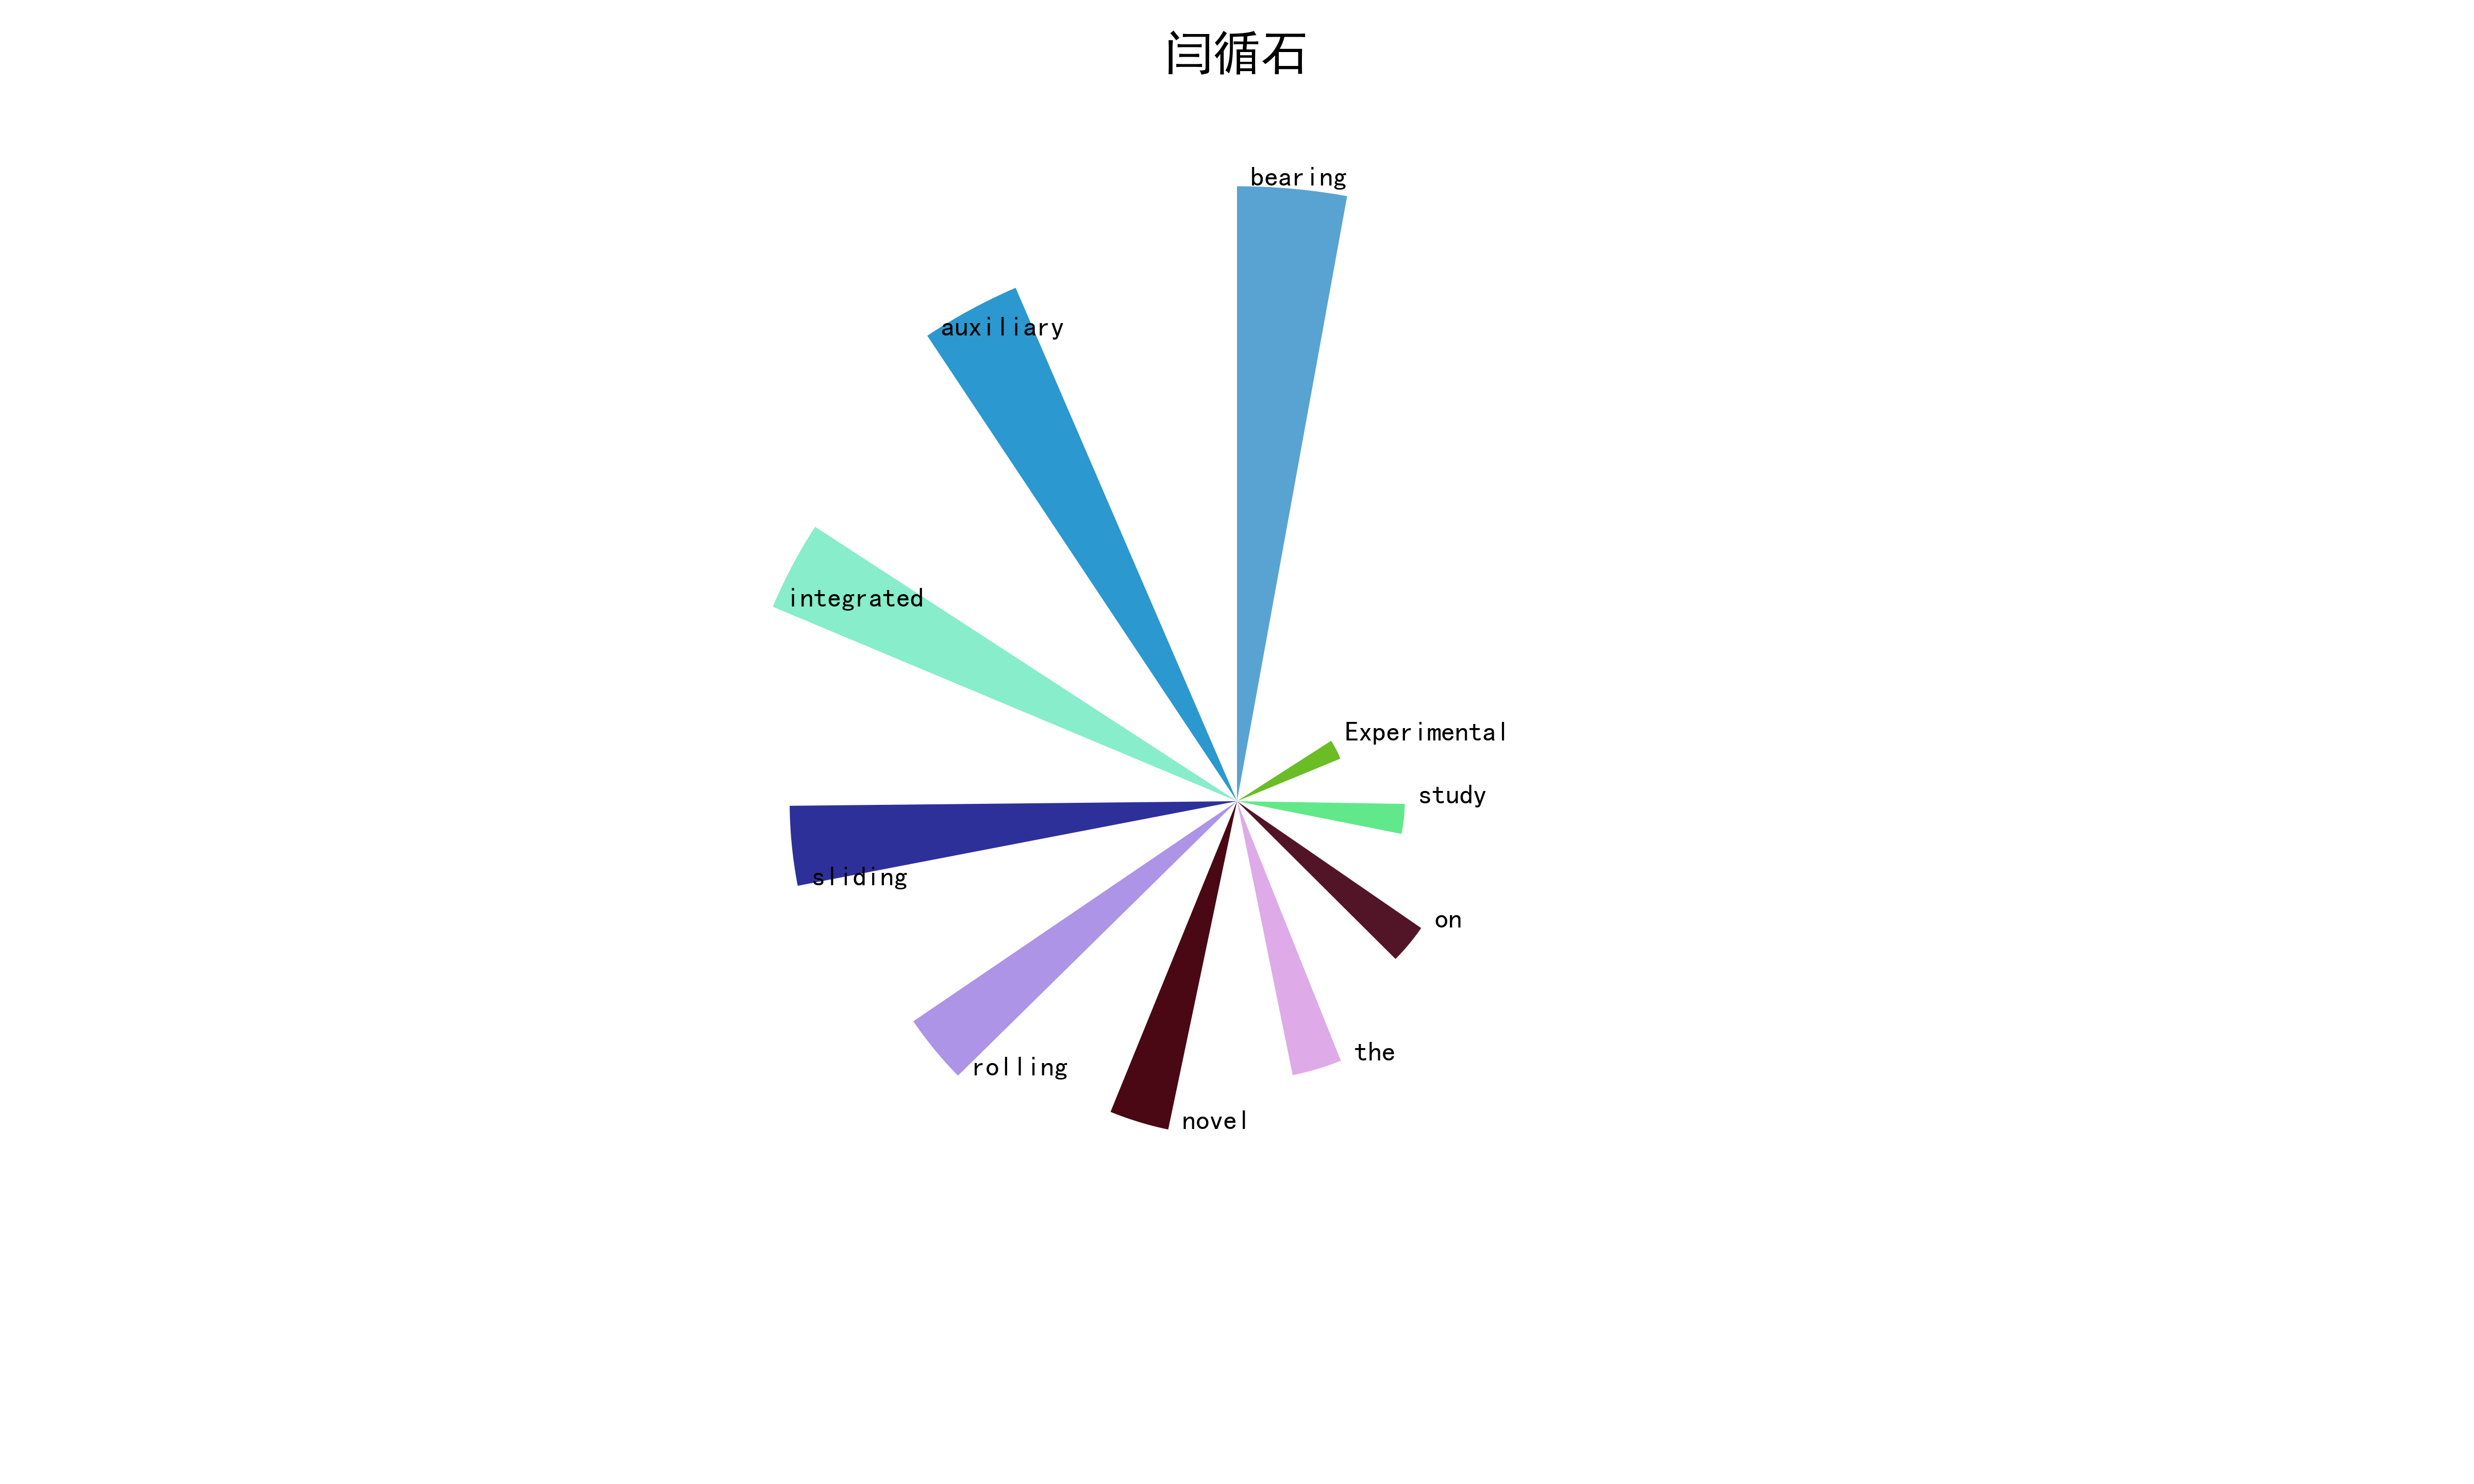 闫循石
bearing
auxiliary
integrated
Experimental
study
sliding
on
the
rolling
novel